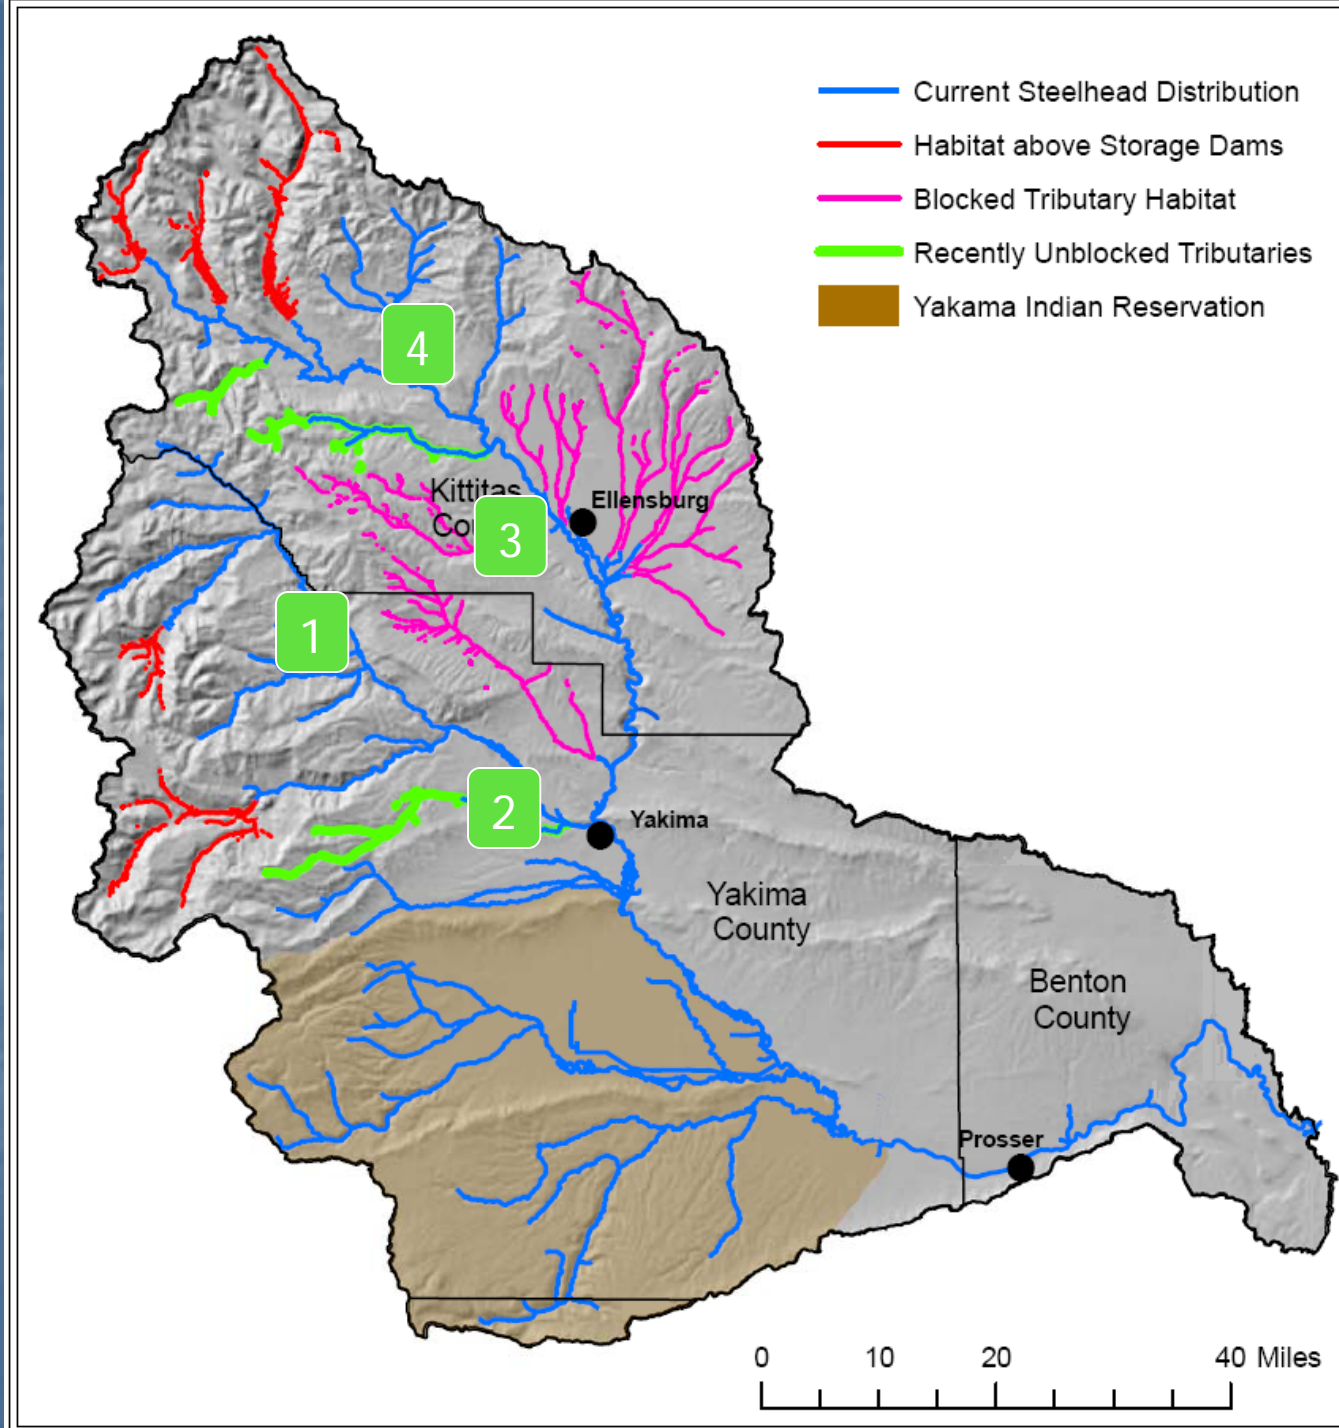 Current Steelhead Distribution
Habitat above Storage Dams
Blocked Tributary Habitat
Recently Unblocked Tributaries
Yakama Indian Reservation
4
Kittitas
Cou
Ellensburg
3
1
2
Yakima
Yakima
County
Benton
County
Prosser
0 10 20 40 Miles